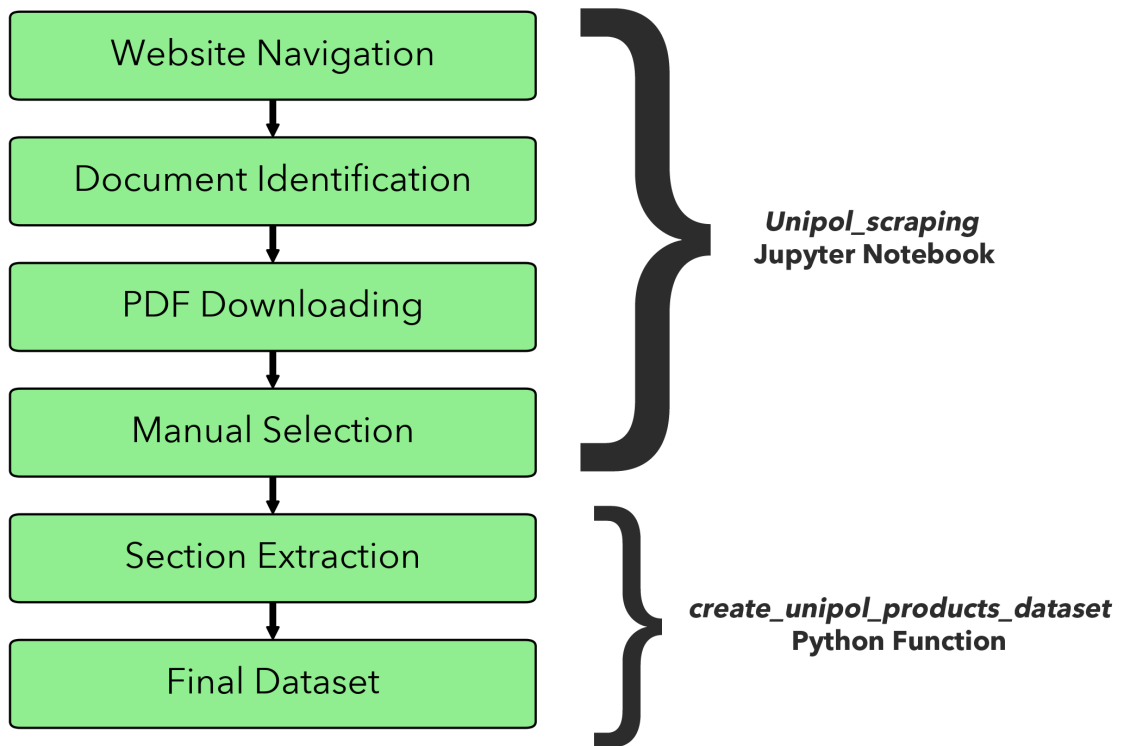 Website Navigation
Document Identification
PDF Downloading
Manual Selection
Section Extraction
Final Dataset
Unipol_scraping
Jupyter Notebook
create_unipol_products_dataset
Python Function